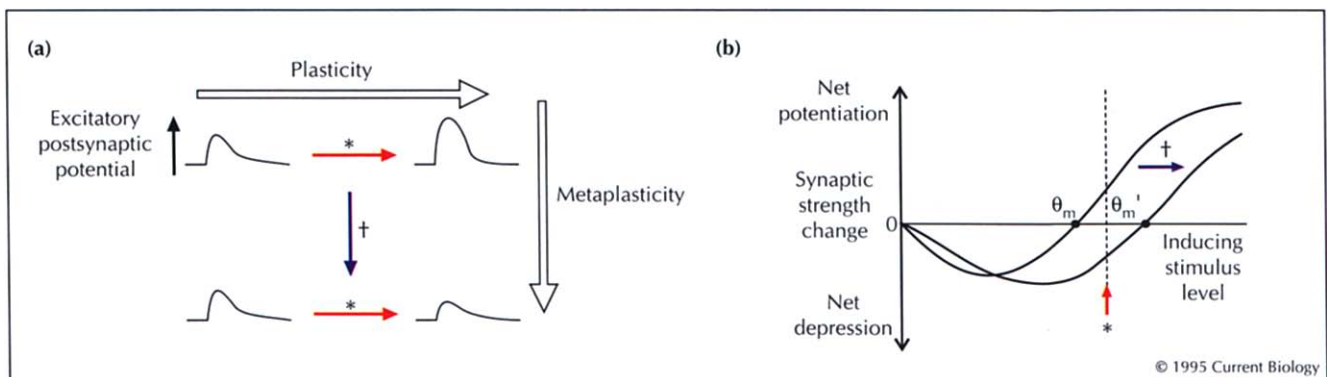 (a)
Plasticity
Excitatory
postsynaptic
potential
*
†
*
Metaplasticity
(b)
Net
potentiation
Synaptic
strength
change
0
Net
depression
θm
θm'
†
Inducing
stimulus
level
*
© 1995 Current Biology